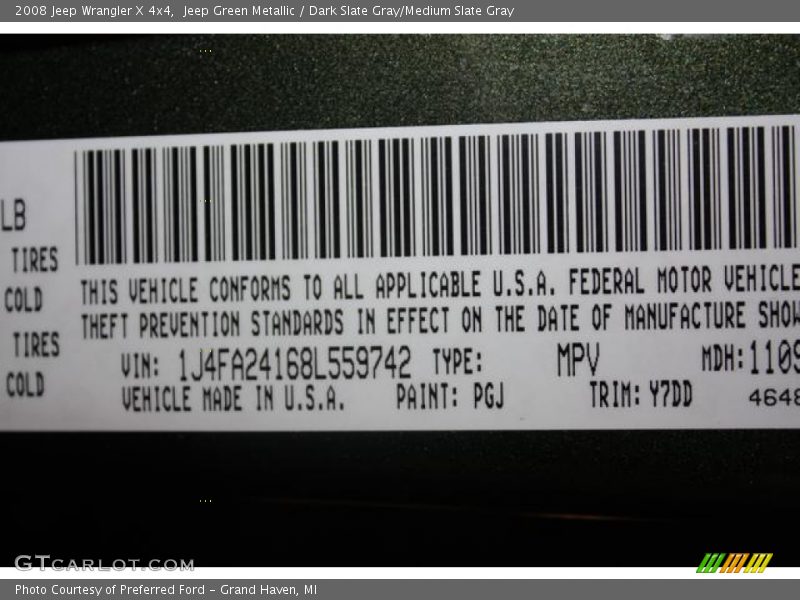 2008 Jeep Wrangler X 4x4,  Jeep Green Metallic / Dark Slate Gray/Medium Slate Gray
LB
TIRES
COLD
TIRES
COLD
THIS VEHICLE CONFORMS TO ALL APPLICABLE U.S.A. FEDERAL MOTOR VEHICLE
THEFT PREVENTION STANDARDS IN EFFECT ON THE DATE OF MANUFACTURE SHOW
VIN: 1J4FA24168L559742 TYPE: MPV MDH: 1109
VEHICLE MADE IN U.S.A. PAINT: PGJ TRIM: Y7DD 4648
GTCARLOT.COM
Photo Courtesy of Preferred Ford - Grand Haven, MI